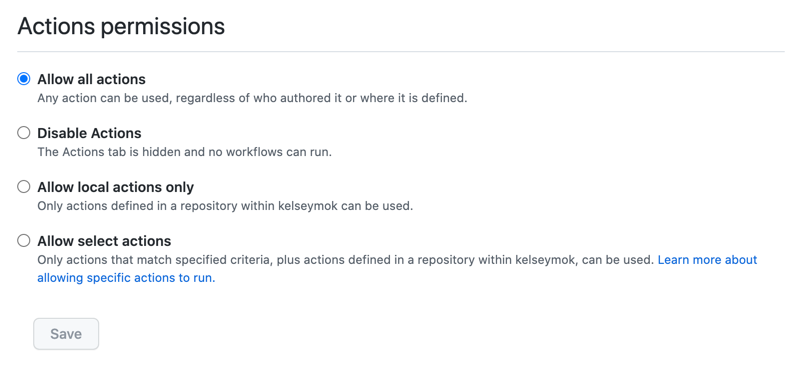 Actions permissions
Allow all actions
Any action can be used, regardless of who authored it or where it is defined.
Disable Actions
The Actions tab is hidden and no workflows can run.
Allow local actions only
Only actions defined in a repository within kelseymok can be used.
Allow select actions
Only actions that match specified criteria, plus actions defined in a repository within kelseymok, can be used. Learn more about
allowing specific actions to run.
Save